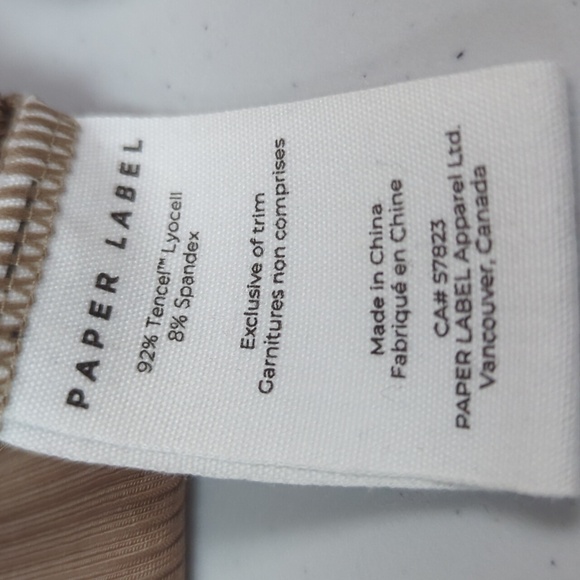 PAPER LABEL
92% Tencel™ Lyocell
8% Spandex
Exclusive of trim
Garnitures non comprises
Made in China
Fabriqué en Chine
CA# 57823
PAPER LABEL Apparel Ltd.
Vancouver, Canada